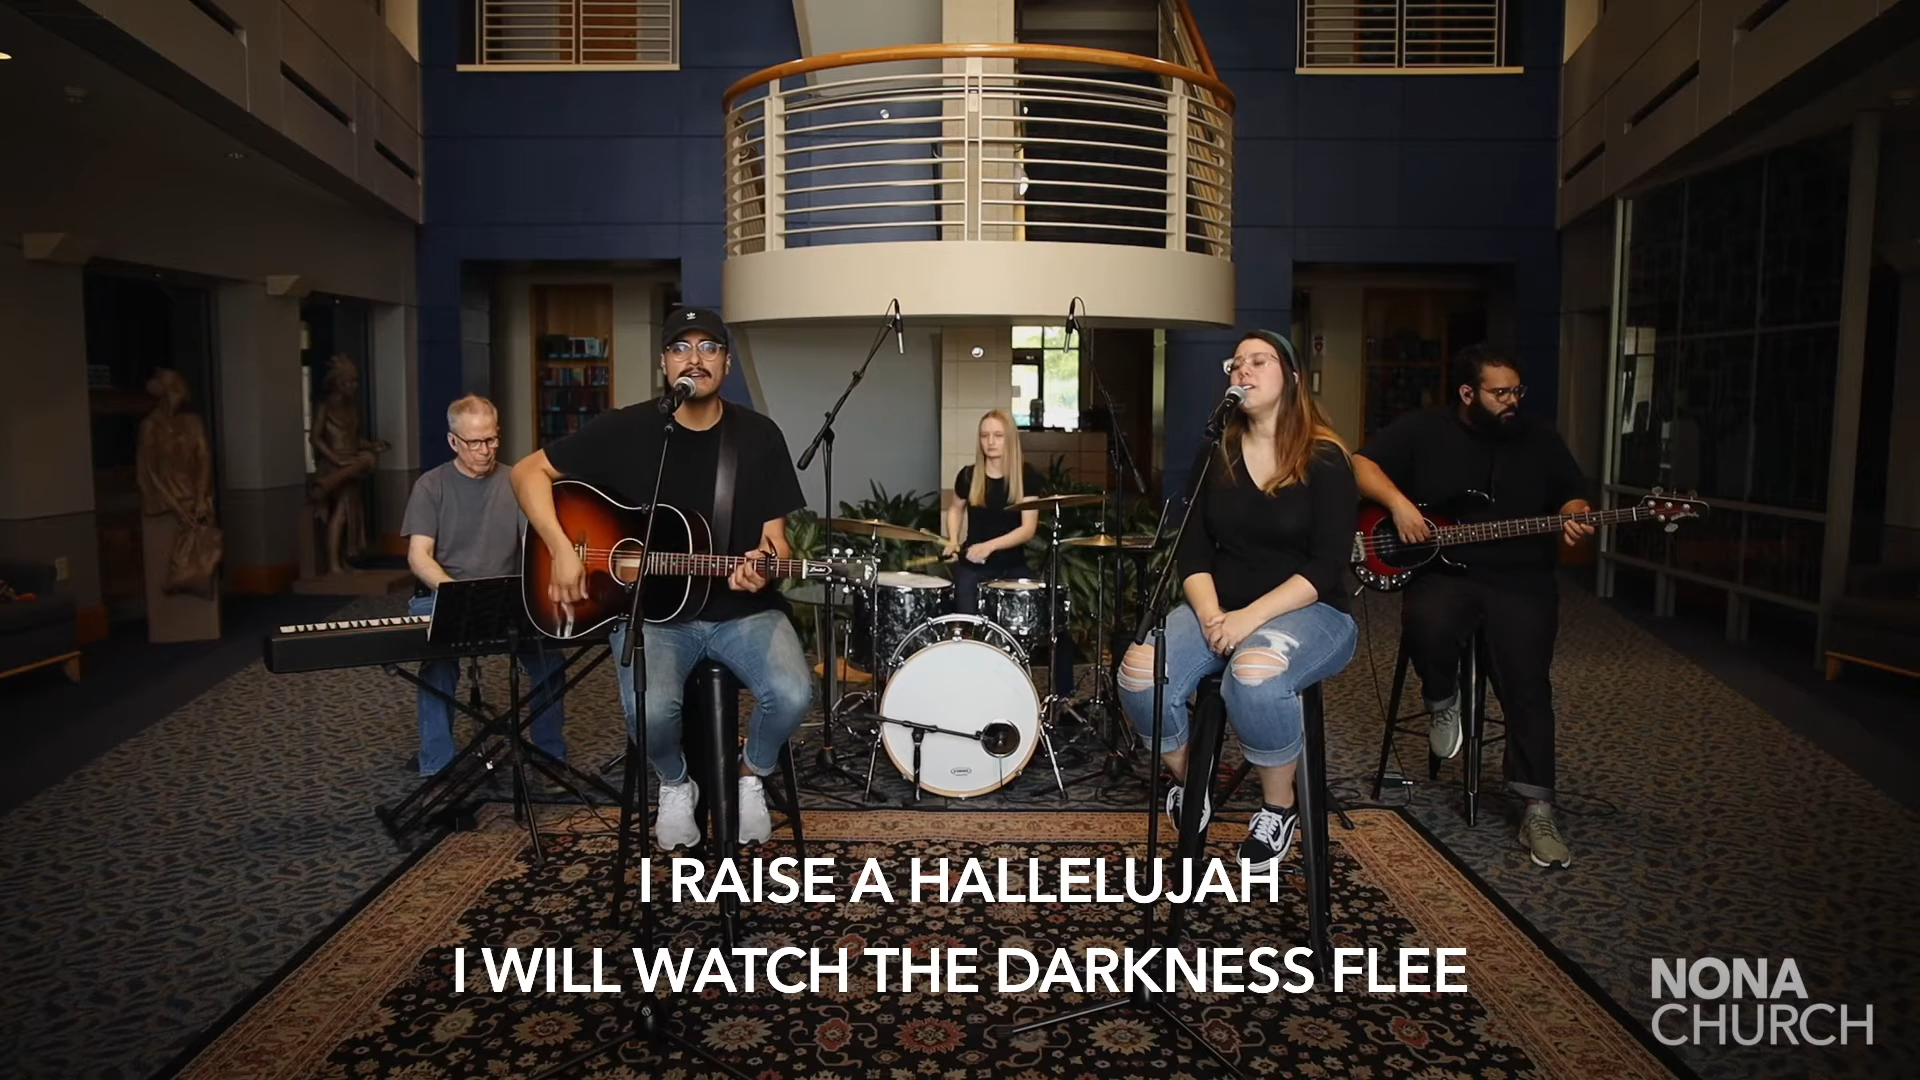 I RAISE A HALLELUJAH
I WILL WATCH THE DARKNESS FLEE
NONA
CHURCH